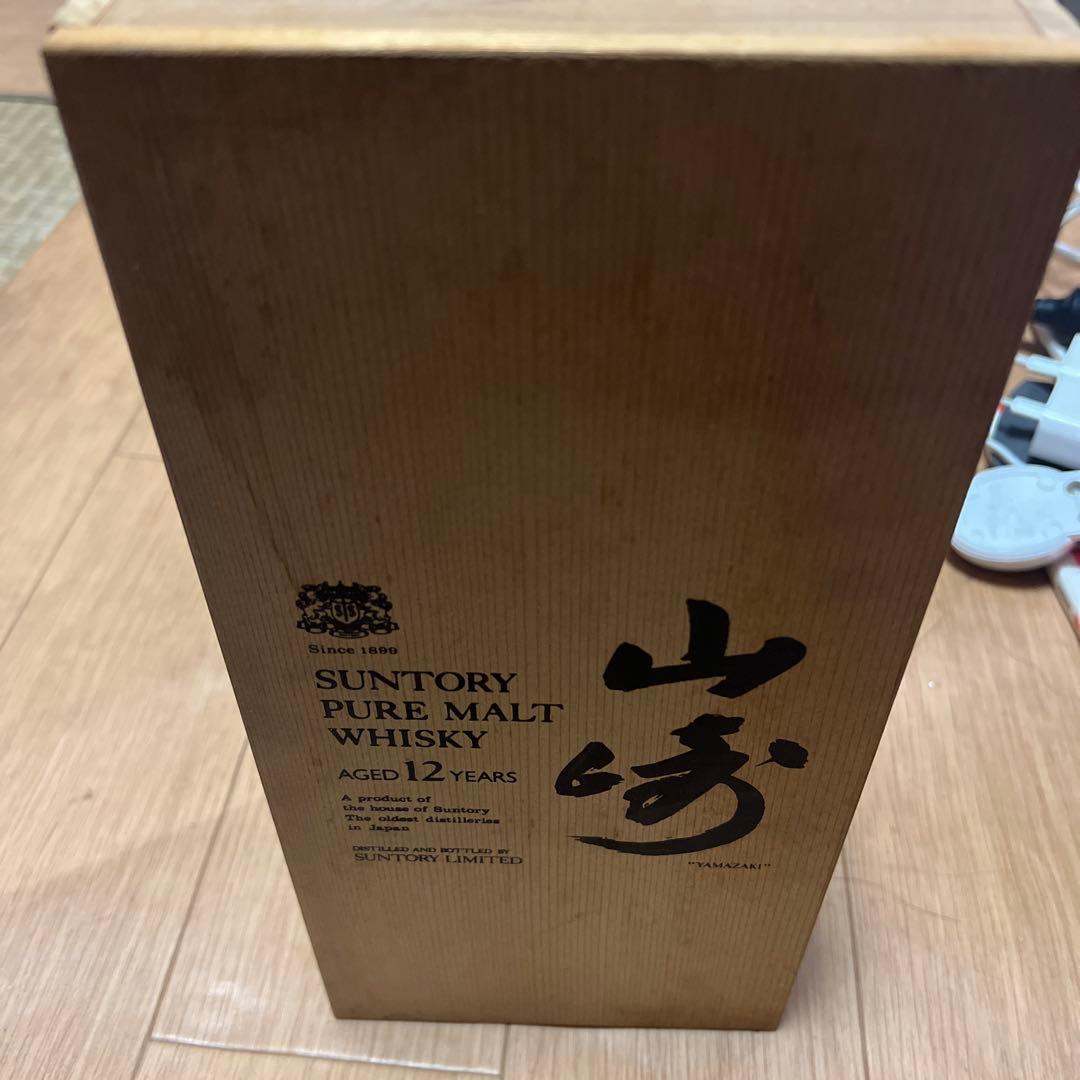 Since 1899
SUNTORY
PURE MALT
WHISKY
AGED 12 YEARS
A product of
the house of Suntory
The oldest distilleries
in Japan
DISTILLED AND BOTTLED BY
SUNTORY LIMITED
山崎
"YAMAZAKI"